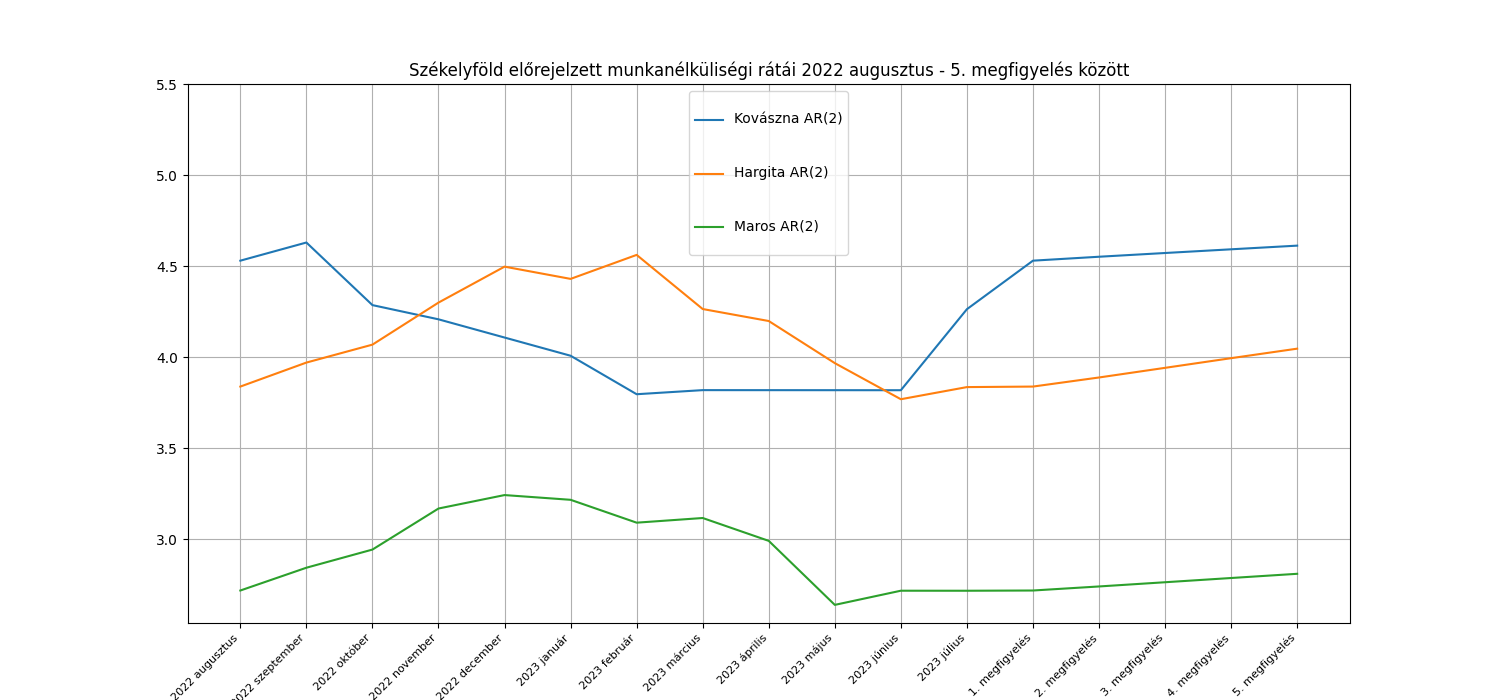 Székelyföld előrejelzett munkanélküliségi rátái 2022 augusztus - 5. megfigyelés között
5.5
5.0
4.5
4.0
3.5
3.0
Kovászna AR(2)
Hargita AR(2)
Maros AR(2)
2022 augusztus
szeptember
2022 október
2022 november
2022 december
2023 január
2023 február
2023 március
2023 április
2023 május
2023 június
2023 július
1. megfigyelés
2. megfigyelés
3. megfigyelés
4. megfigyelés
5. megfigyelés